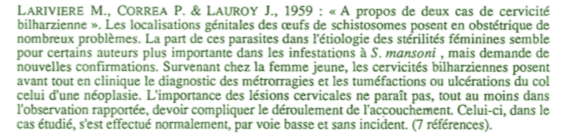 LARIVIERE M., CORREA P. & LAUROY J., 1959 : « A propos de deux cas de cervicité
bilharzienne ». Les localisations génitales des œufs de schistosomes posent en obstétrique de
nombreux problèmes. La part de ces parasites dans l'étiologie des stérilités féminines semble
pour certains auteurs plus importante dans les infestations à S. mansoni , mais demande de
nouvelles confirmations. Survenant chez la femme jeune, les cervicités bilharziennes posent
avant tout en clinique le diagnostic des métrorragies et les tuméfactions ou ulcérations du col
celui d'une néoplasie. L'importance des lésions cervicales ne paraît pas, tout au moins dans
l'observation rapportée, devoir compliquer le déroulement de l'accouchement. Celui-ci, dans le
cas étudié, s'est effectué normalement, par voie basse et sans incident. (7 références).